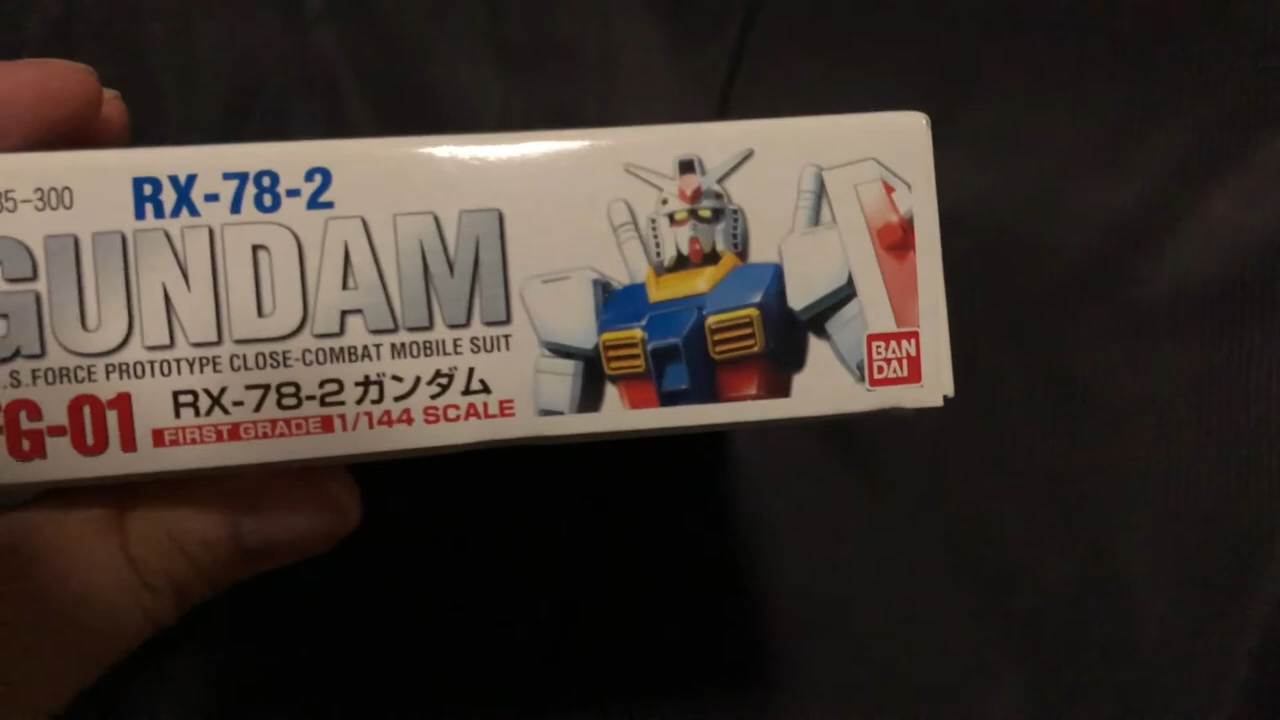 35-300
RX-78-2
GUNDAM
.S.FORCE PROTOTYPE CLOSE-COMBAT MOBILE SUIT
G-01
RX-78-2 ガンダム
FIRST GRADE 1/144 SCALE
BAN
DAI